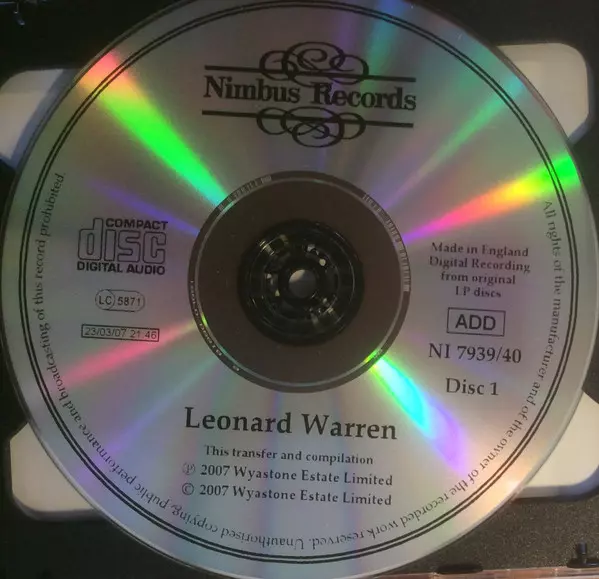 Nimbus Records
COMPACT
disc
DIGITAL AUDIO
LC 5871
23/03/07 21.46
Made in England
Digital Recording
from original
LP discs
ADD
NI 7939/40
Disc 1
Leonard Warren
This transfer and compilation
℗ 2007 Wyastone Estate Limited
© 2007 Wyastone Estate Limited
All rights of the manufacturer and of the owner of the recorded work reserved. Unauthorised copying, public performance and broadcasting of this record prohibited.